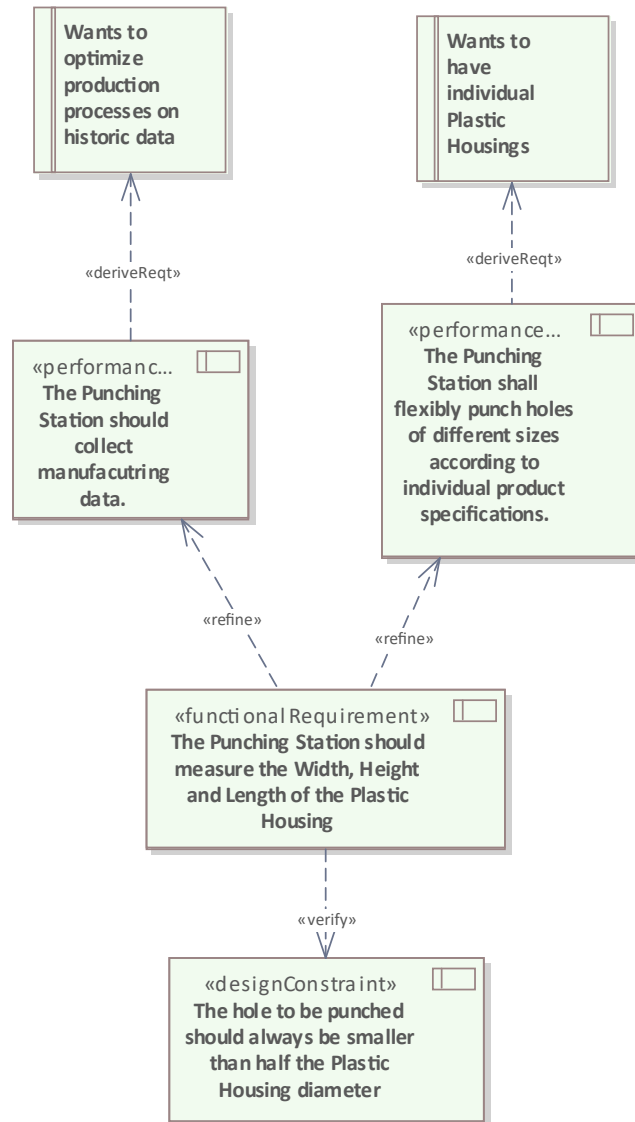 Wants to
optimize
production
processes on
historic data
Wants to
have
individual
Plastic
Housings
«deriveReqt»
«deriveReqt»
«performanc...
The Punching
Station should
collect
manufacutring
data.
«performance...
The Punching
Station shall
flexibly punch holes
of different sizes
according to
individual product
specifications.
«refine»
«refine»
«functionalRequirement»
The Punching Station should
measure the Width, Height
and Length of the Plastic
Housing
«verify»
«designConstraint»
The hole to be punched
should always be smaller
than half the Plastic
Housing diameter